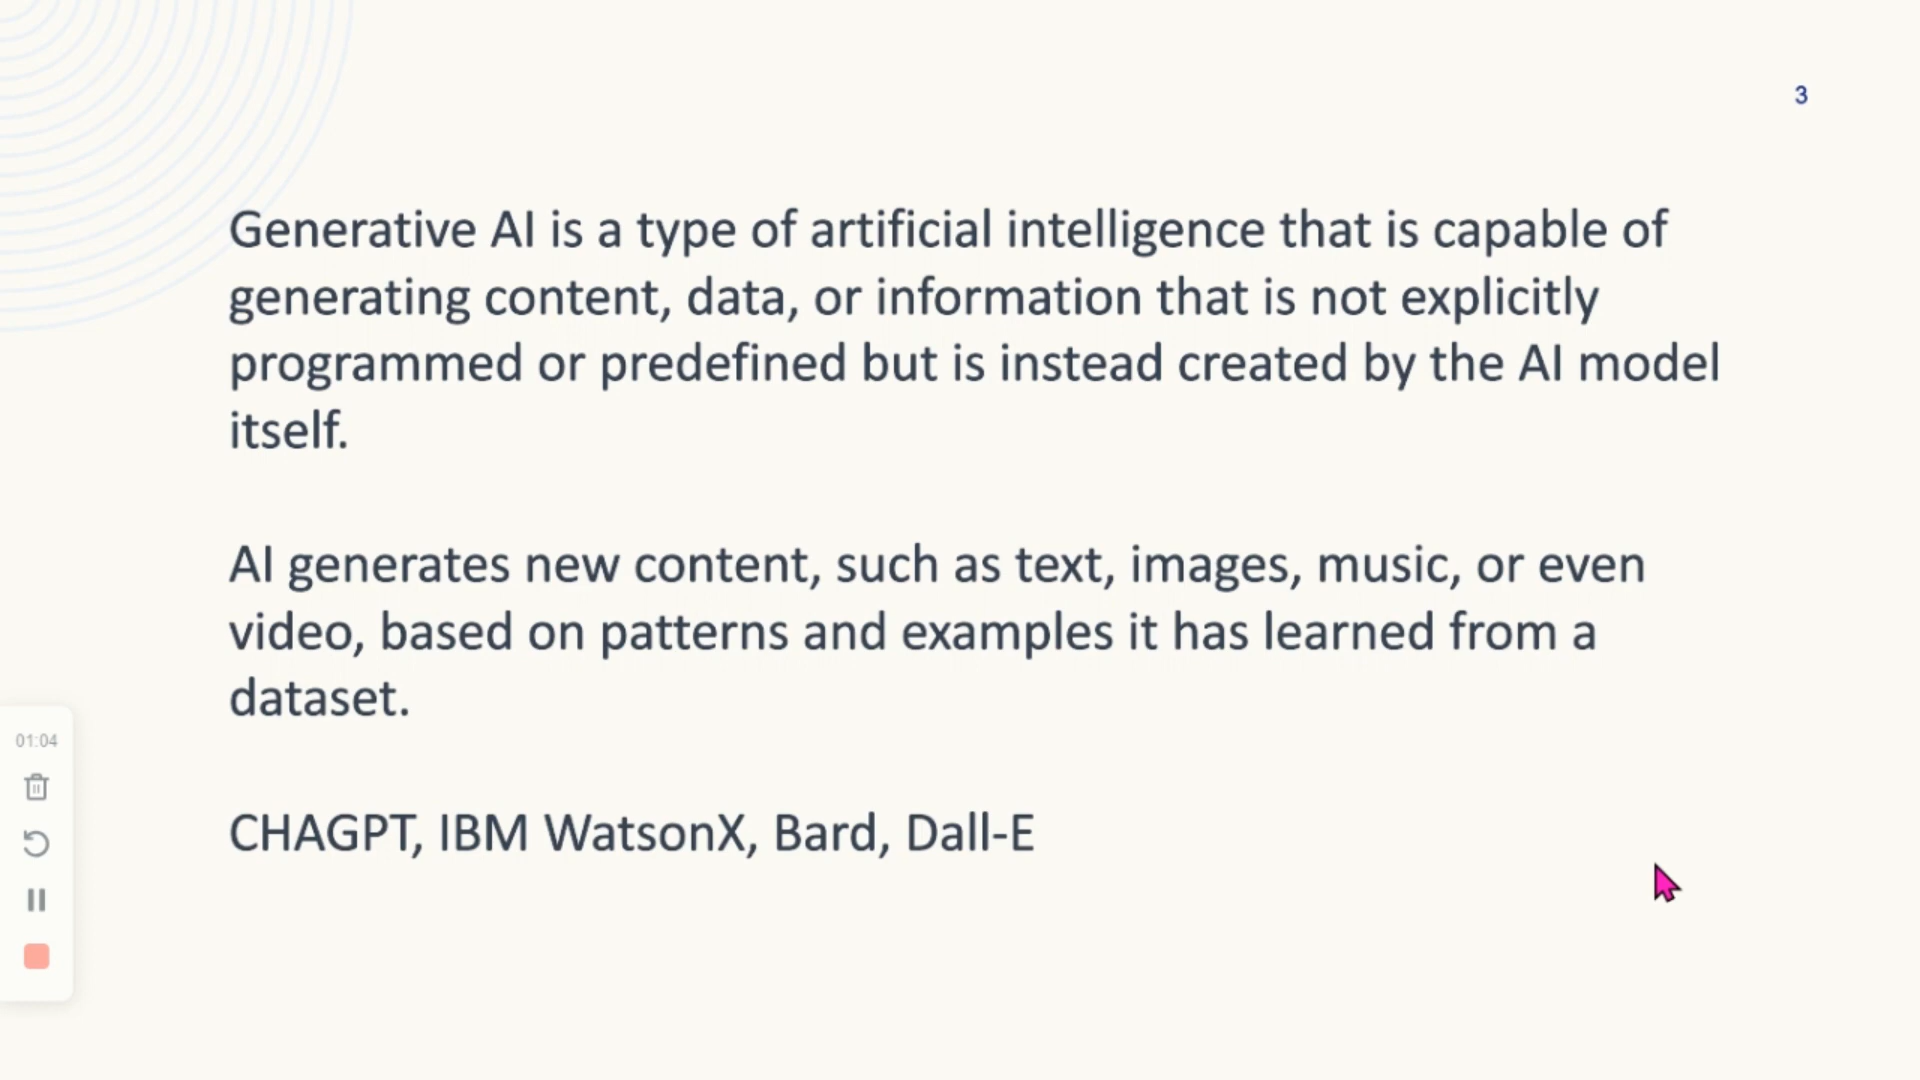 3
Generative AI is a type of artificial intelligence that is capable of
generating content, data, or information that is not explicitly
programmed or predefined but is instead created by the AI model
itself.
AI generates new content, such as text, images, music, or even
video, based on patterns and examples it has learned from a
dataset.
CHAGPT, IBM WatsonX, Bard, Dall-E
01:04